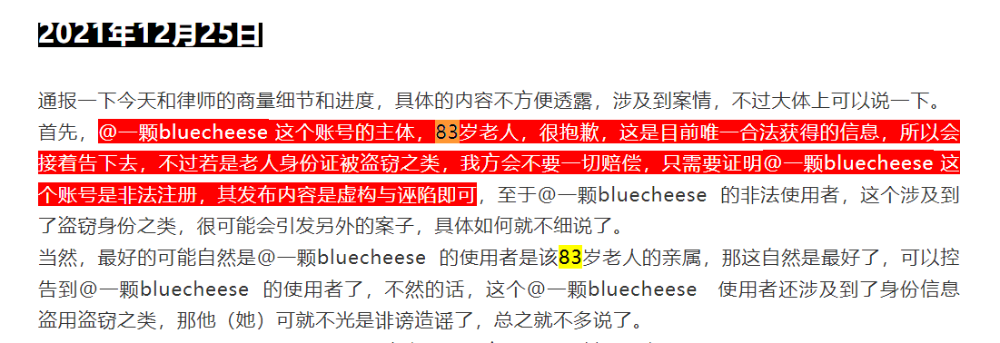 2021年12月25日
通报一下今天和律师的商量细节和进度，具体的内容不方便透露，涉及到案情，不过大体上可以说一下。
首先，@一颗bluecheese 这个账号的主体，83岁老人，很抱歉，这是目前唯一合法获得的信息，所以会
接着告下去，不过若是老人身份证被盗窃之类，我方会不要一切赔偿，只需要证明@一颗bluecheese 这
个账号是非法注册，其发布内容是虚构与诬陷即可，至于@一颗bluecheese 的非法使用者，这个涉及到
了盗窃身份之类，很可能会引发另外的案子，具体如何就不细说了。
当然，最好的可能自然是@一颗bluecheese 的使用者是该83岁老人的亲属，那这自然是最好了，可以控
告到@一颗bluecheese 的使用者了，不然的话，这个@一颗bluecheese 使用者还涉及到了身份信息
盗用盗窃之类，那他（她）可就不光是诽谤造谣了，总之就不多说了。